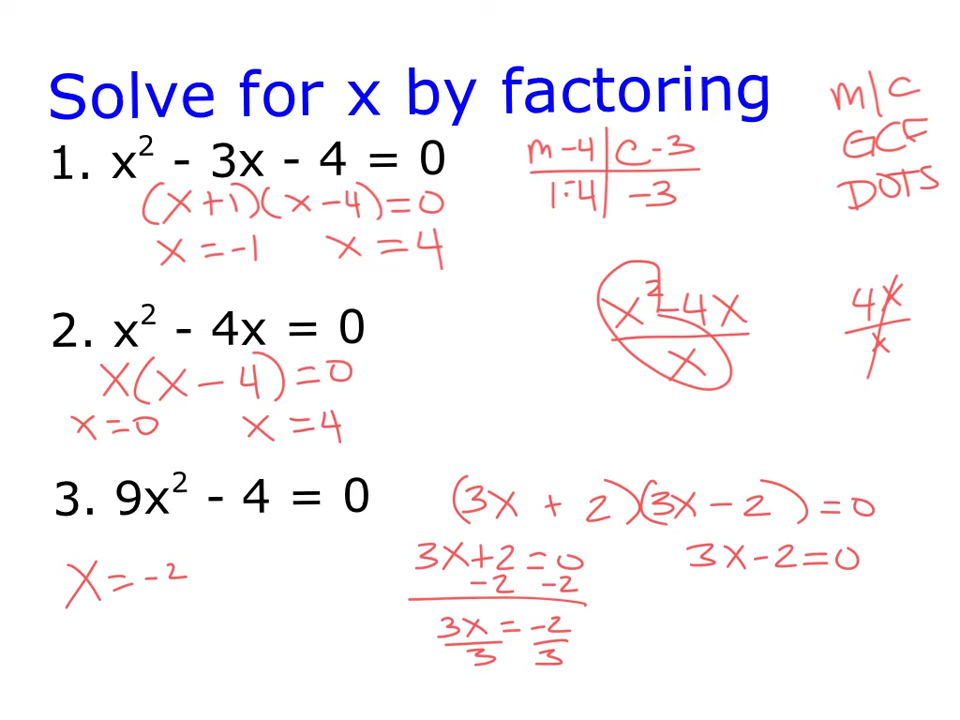 Solve for x by factoring
m|c
GCF
DOTS
1. x² - 3x - 4 = 0
m -4 | c -3
1·-4 | -3
(x+1)(x-4)=0
x=-1 x=4
2. x² - 4x = 0
x²-4x
x
4x
x
x(x-4)=0
x=0 x=4
3. 9x² - 4 = 0
(3x + 2)(3x - 2) = 0
3x+2=0 3x-2=0
-2 -2
3x = -2
3 3
x=-2